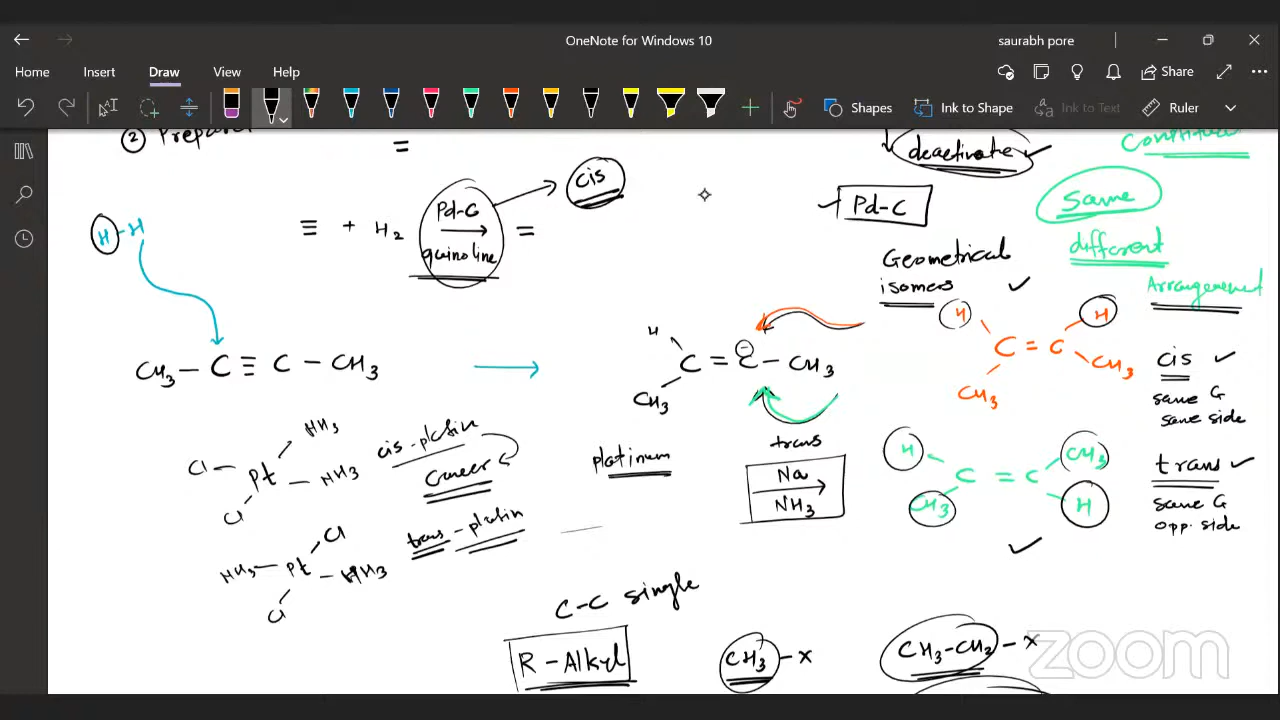 OneNote for Windows 10
saurabh pore
Home Insert Draw View Help
Share
Shapes
Ink to Shape
Ink to Text
Ruler
②
=
deactivate ✓
same
different
Arrangement
Pd-C
cis
≡ + H2 Pd-C → quinoline =
H-H
Geometrical
isomers ✓
CH3 - C ≡ C - CH3 →
H
C = C⊖ - CH3
CH3
H H
C = C
CH3 CH3
cis ✓
same G
same side
H CH3
C = C
CH3 H
trans ✓
same G
opp. side
✓
Cl NH3
Pt
Cl NH3
cis-platin
Cancer
platinum
trans
Na
NH3
Cl
NH3 - Pt - NH3
Cl
trans-platin
C-C single
R - Alkyl
CH3 - X
CH3-CH2 - X
zoom